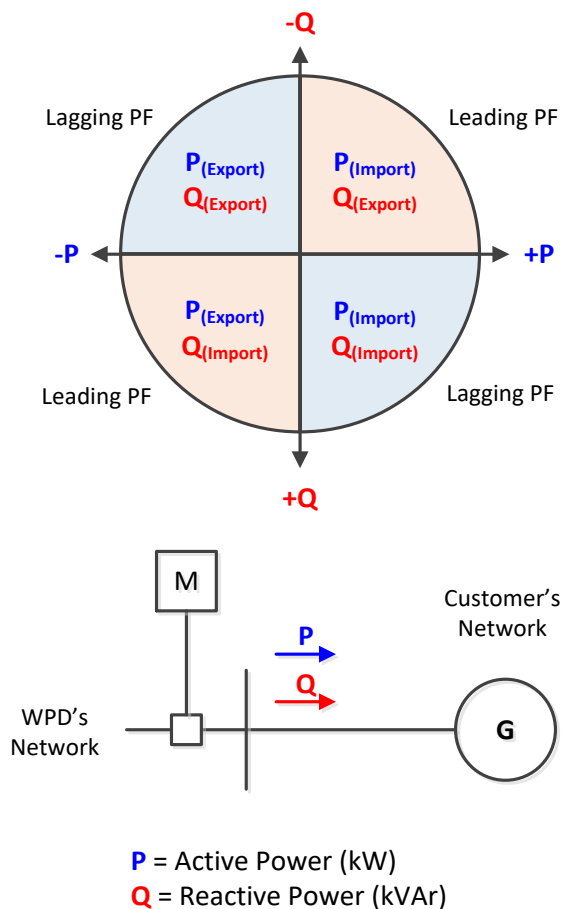 -Q
Lagging PF
Leading PF
P(Export)
P(Import)
Q(Export)
Q(Export)
-P
+P
P(Export)
P(Import)
Q(Import)
Q(Import)
Leading PF
Lagging PF
+Q
M
Customer's
Network
P
Q
WPD's
Network
G
P = Active Power (kW)
Q = Reactive Power (kVAr)